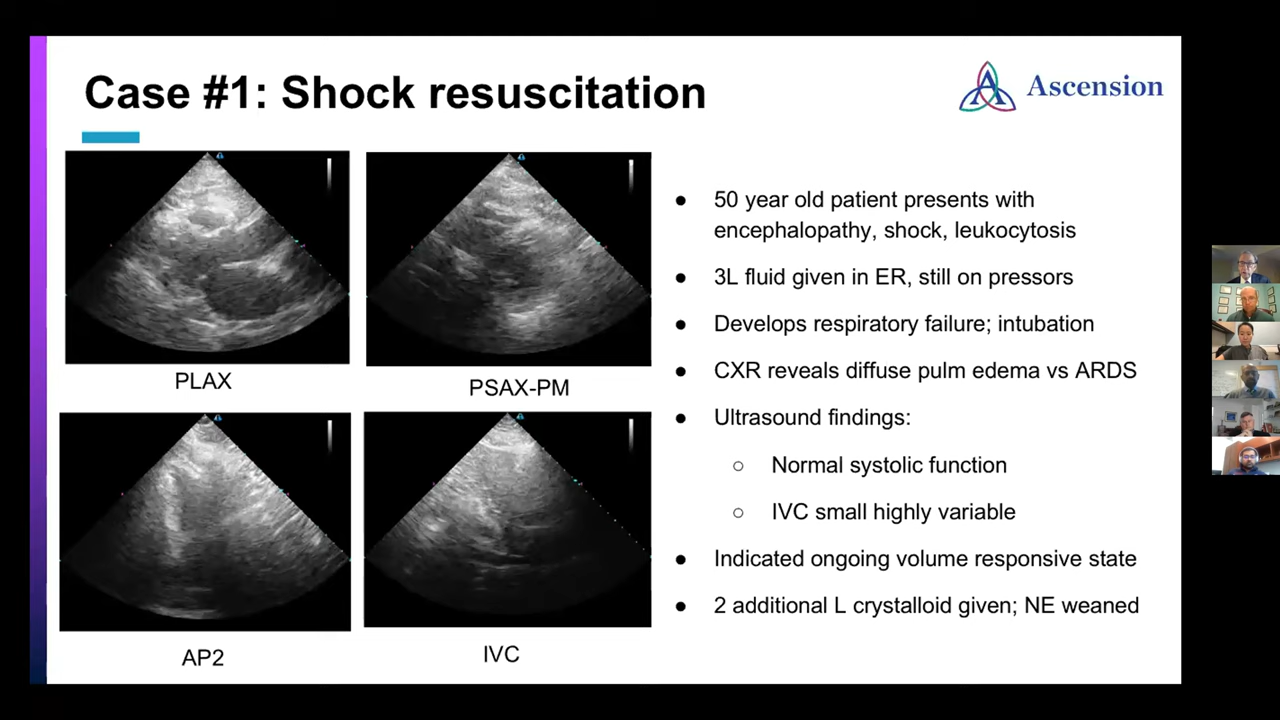 Case #1: Shock resuscitation
Ascension
PLAX
PSAX-PM
AP2
IVC
● 50 year old patient presents with
encephalopathy, shock, leukocytosis
● 3L fluid given in ER, still on pressors
● Develops respiratory failure; intubation
● CXR reveals diffuse pulm edema vs ARDS
● Ultrasound findings:
○ Normal systolic function
○ IVC small highly variable
● Indicated ongoing volume responsive state
● 2 additional L crystalloid given; NE weaned